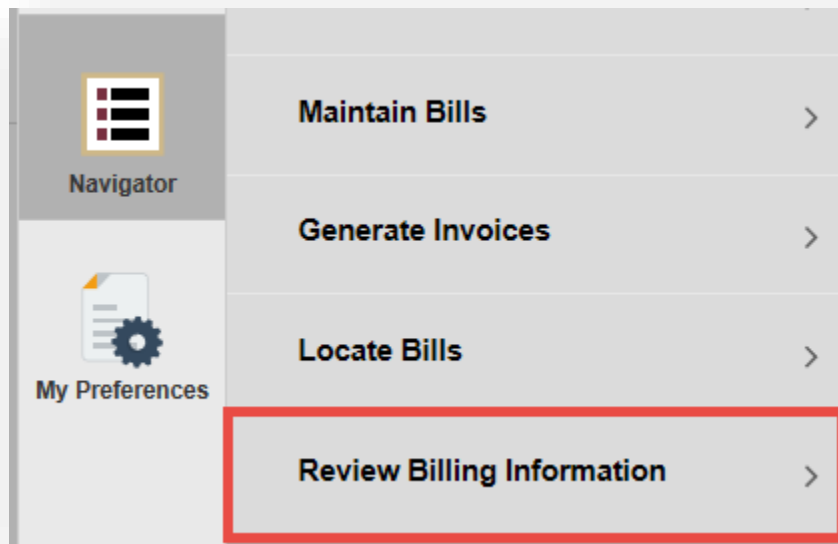 Navigator
My Preferences
Maintain Bills
Generate Invoices
Locate Bills
Review Billing Information